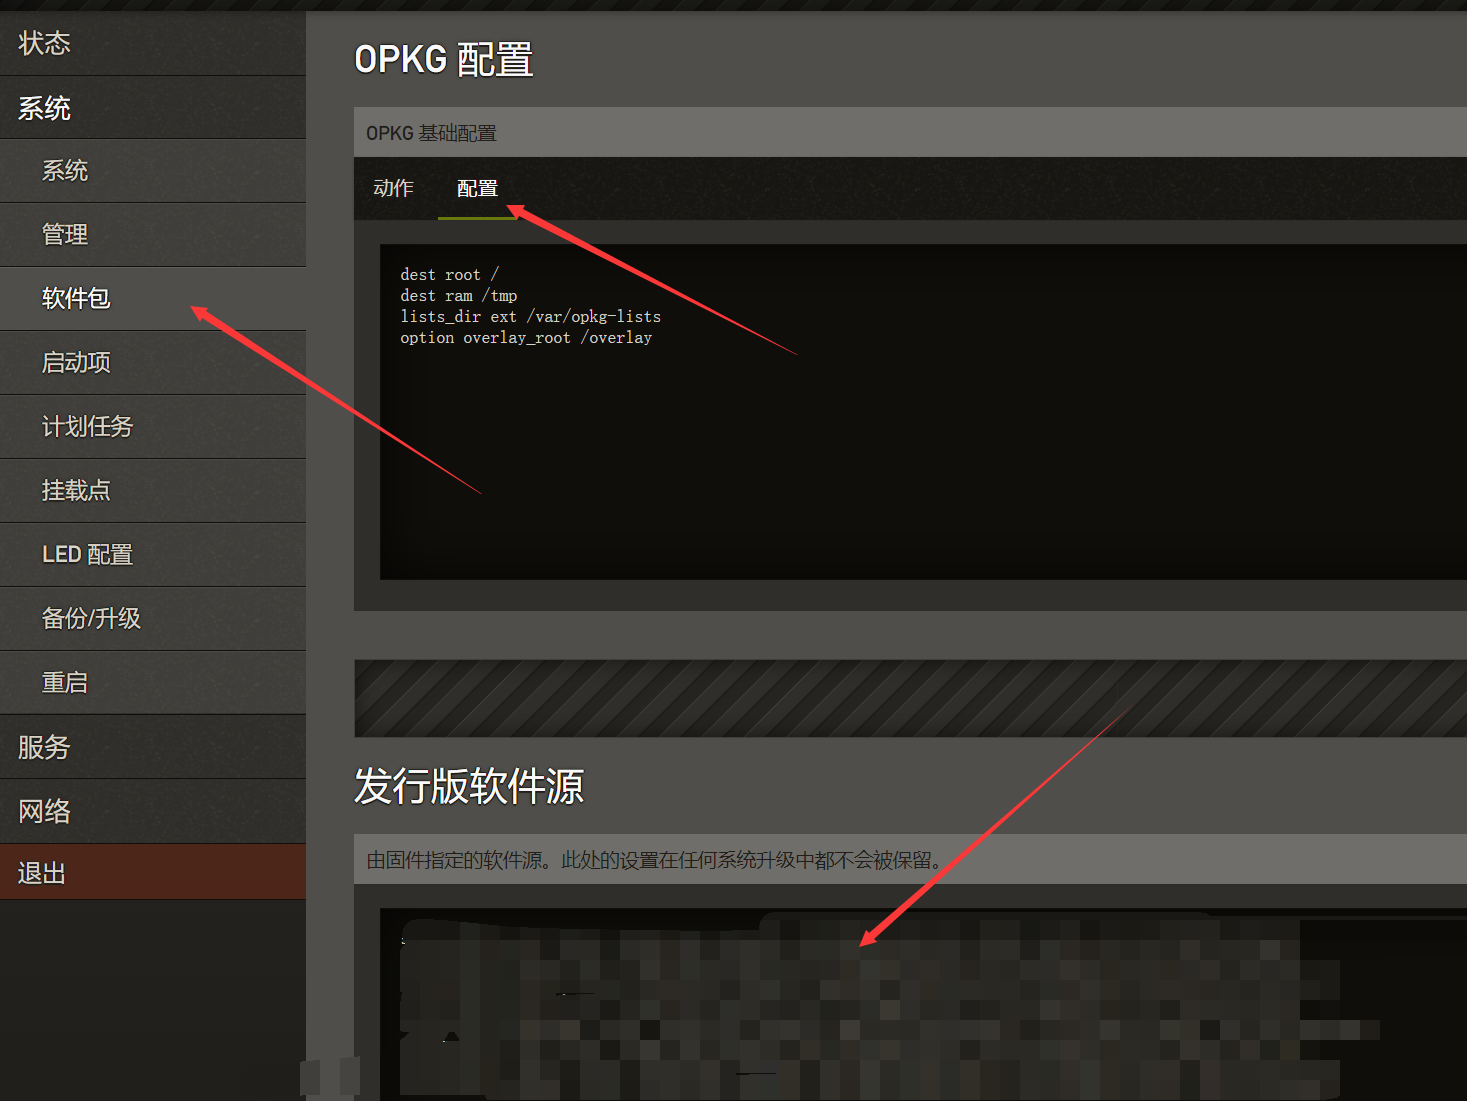 状态
系统
系统
管理
软件包
启动项
计划任务
挂载点
LED 配置
备份/升级
重启
服务
网络
退出
OPKG 配置
OPKG 基础配置
动作 配置
dest root /
dest ram /tmp
lists_dir ext /var/opkg-lists
option overlay_root /overlay
发行版软件源
由固件指定的软件源。此处的设置在任何系统升级中都不会被保留。